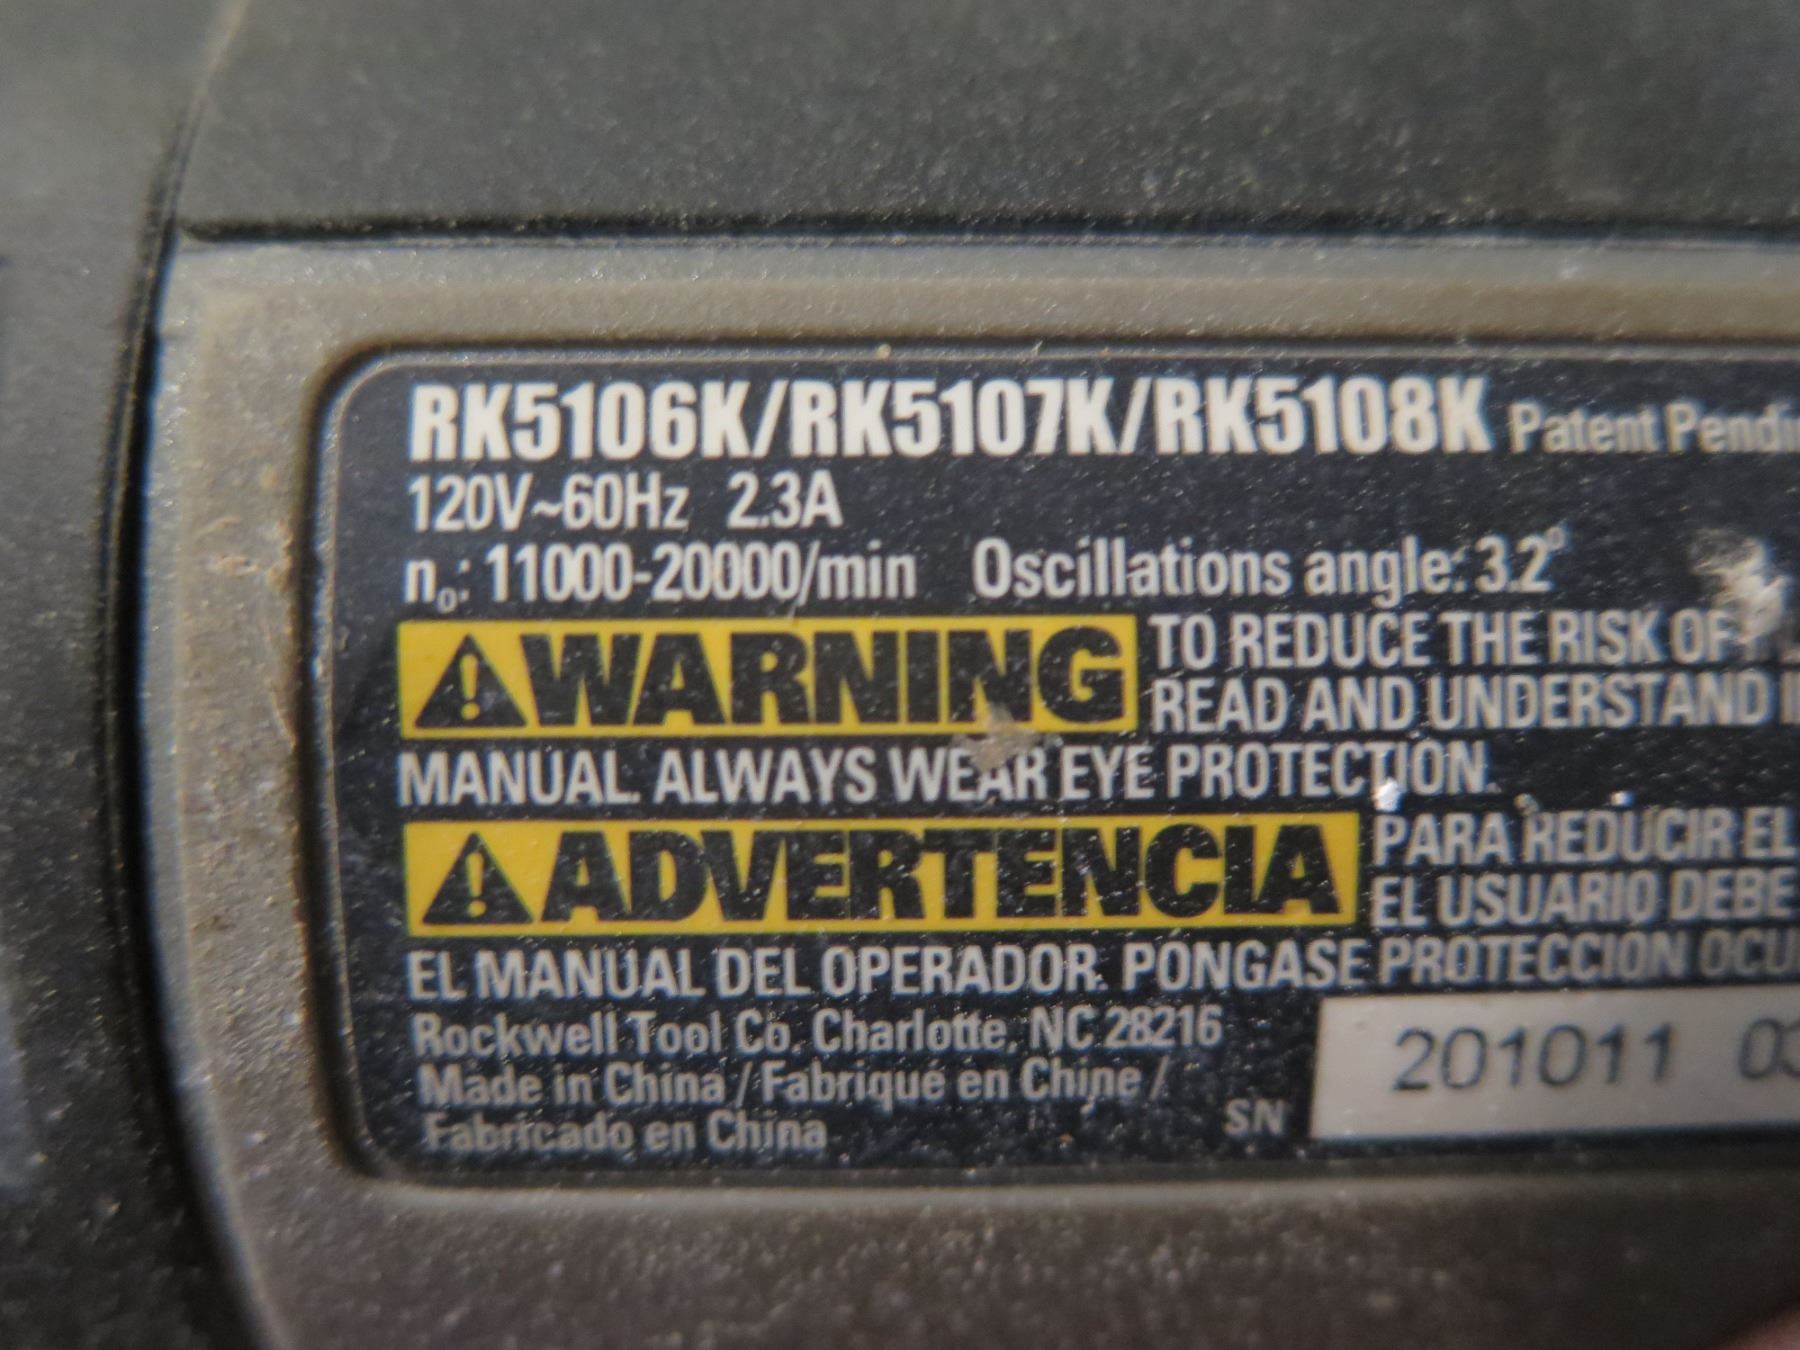 RK5106K/RK5107K/RK5108K Patent
120V~60Hz 2.3A
n₀: 11000-20000/min Oscillations angle: 3.2°
WARNING TO REDUCE THE RISK OF
READ AND UNDERSTAND
MANUAL. ALWAYS WEAR EYE PROTECTION.
ADVERTENCIA PARA REDUCIR EL
EL USUARIO DEBE
EL MANUAL DEL OPERADOR. PONGASE PROTECCION
Rockwell Tool Co. Charlotte, NC 28216
Made in China / Fabriqué en Chine /
Fabricado en China
SN 201011